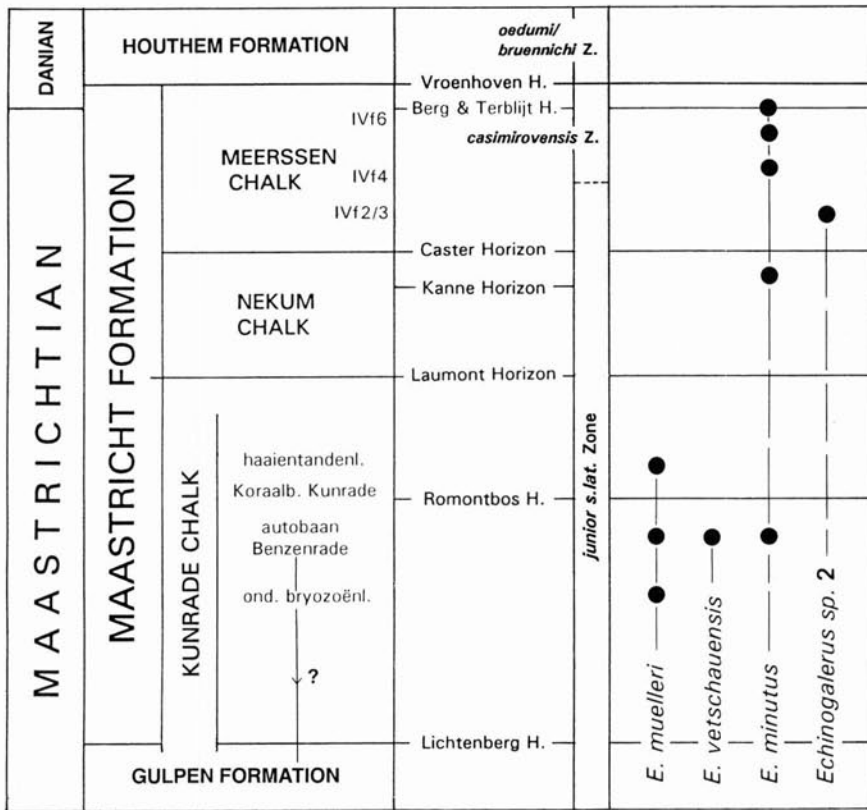 DANIAN
HOUTHEM FORMATION
oedumi/
bruennichi Z.
Vroenhoven H.
MAASTRICHTIAN
MAASTRICHT FORMATION
IVf6
Berg & Terblijt H.
casimirovensis Z.
MEERSSEN
CHALK
IVf4
IVf2/3
Caster Horizon
NEKUM
CHALK
Kanne Horizon
Laumont Horizon
KUNRADE CHALK
haaientandenl.
Koraalb. Kunrade
Romontbos H.
autobaan
Benzenrade
ond. bryozoënl.
?
junior s.lat. Zone
Lichtenberg H.
GULPEN FORMATION
E. muelleri
E. vetschauensis
E. minutus
Echinogalerus sp. 2